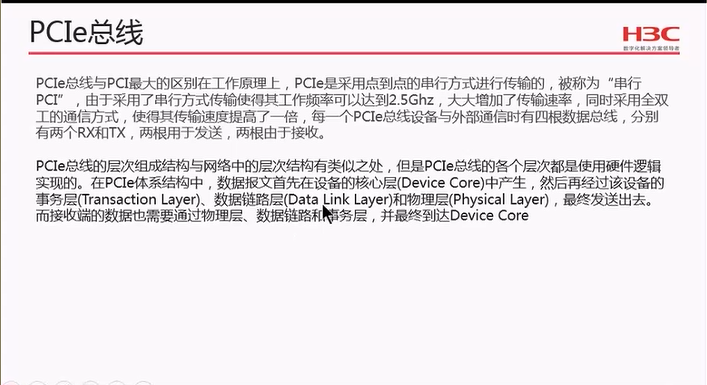 PCIe总线
H3C
数字化解决方案领导者
PCIe总线与PCI最大的区别在工作原理上，PCIe是采用点到点的串行方式进行传输的，被称为“串行
PCI”，由于采用了串行方式传输使得其工作频率可以达到2.5Ghz，大大增加了传输速率，同时采用全双
工的通信方式，使得其传输速度提高了一倍，每一个PCIe总线设备与外部通信时有四根数据总线，分别
有两个RX和TX，两根用于发送，两根由于接收。
PCIe总线的层次组成结构与网络中的层次结构有类似之处，但是PCIe总线的各个层次都是使用硬件逻辑
实现的。在PCIe体系结构中，数据报文首先在设备的核心层(Device Core)中产生，然后再经过该设备的
事务层(Transaction Layer)、数据链路层(Data Link Layer)和物理层(Physical Layer)，最终发送出去。
而接收端的数据也需要通过物理层、数据链路和事务层，并最终到达Device Core